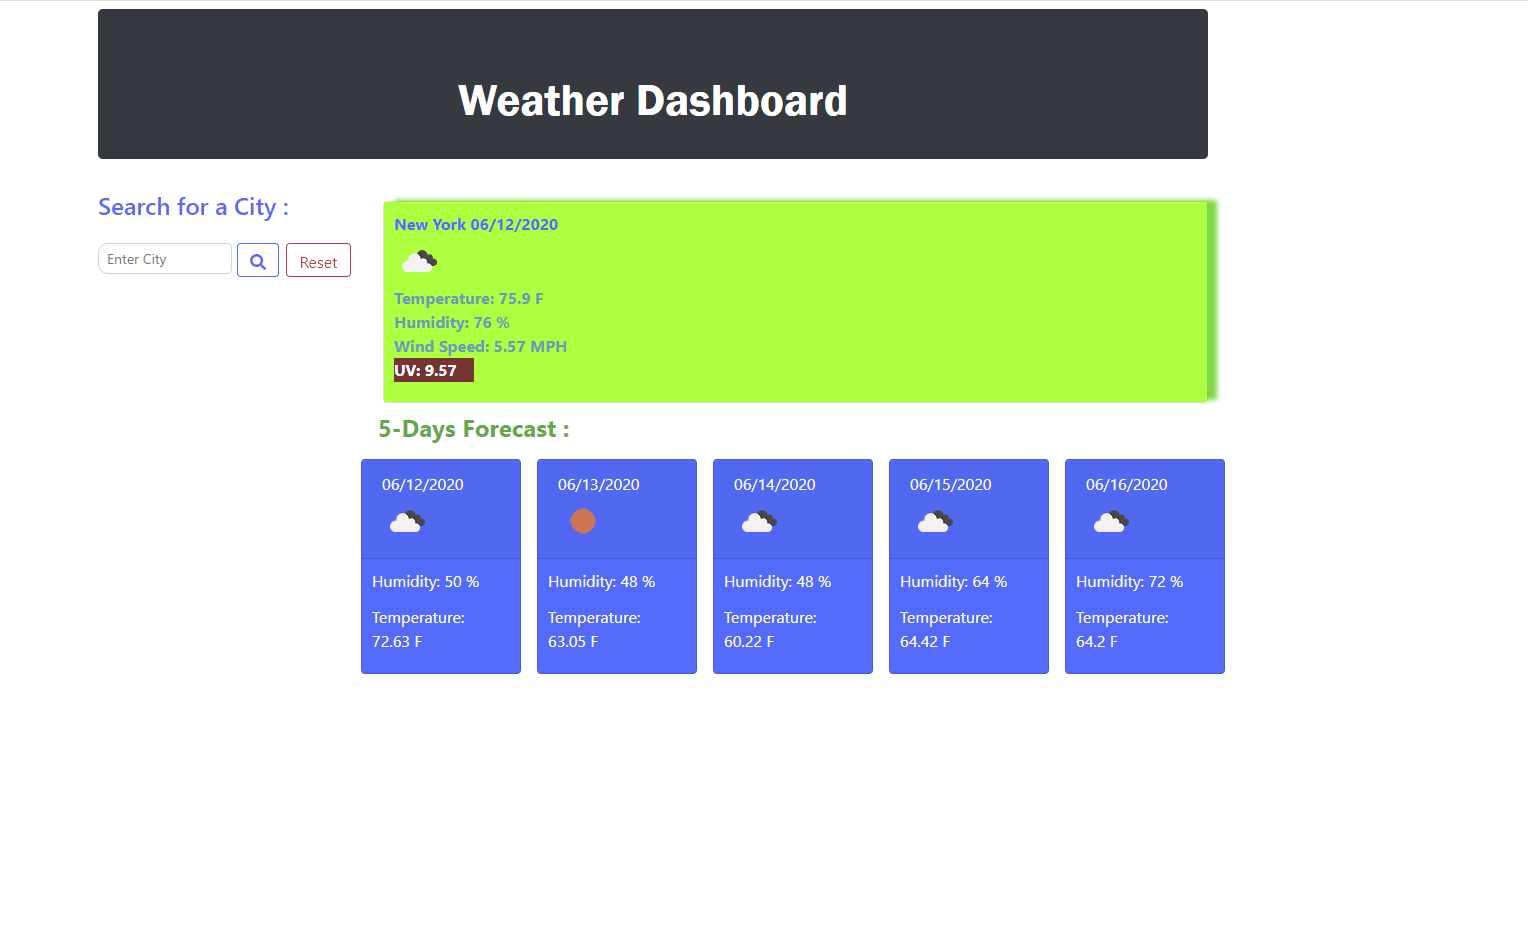 Weather Dashboard
Search for a City :
Enter City
Reset
New York 06/12/2020
Temperature: 75.9 F
Humidity: 76 %
Wind Speed: 5.57 MPH
UV: 9.57
5-Days Forecast :
06/12/2020
Humidity: 50 %
Temperature:
72.63 F
06/13/2020
Humidity: 48 %
Temperature:
63.05 F
06/14/2020
Humidity: 48 %
Temperature:
60.22 F
06/15/2020
Humidity: 64 %
Temperature:
64.42 F
06/16/2020
Humidity: 72 %
Temperature:
64.2 F